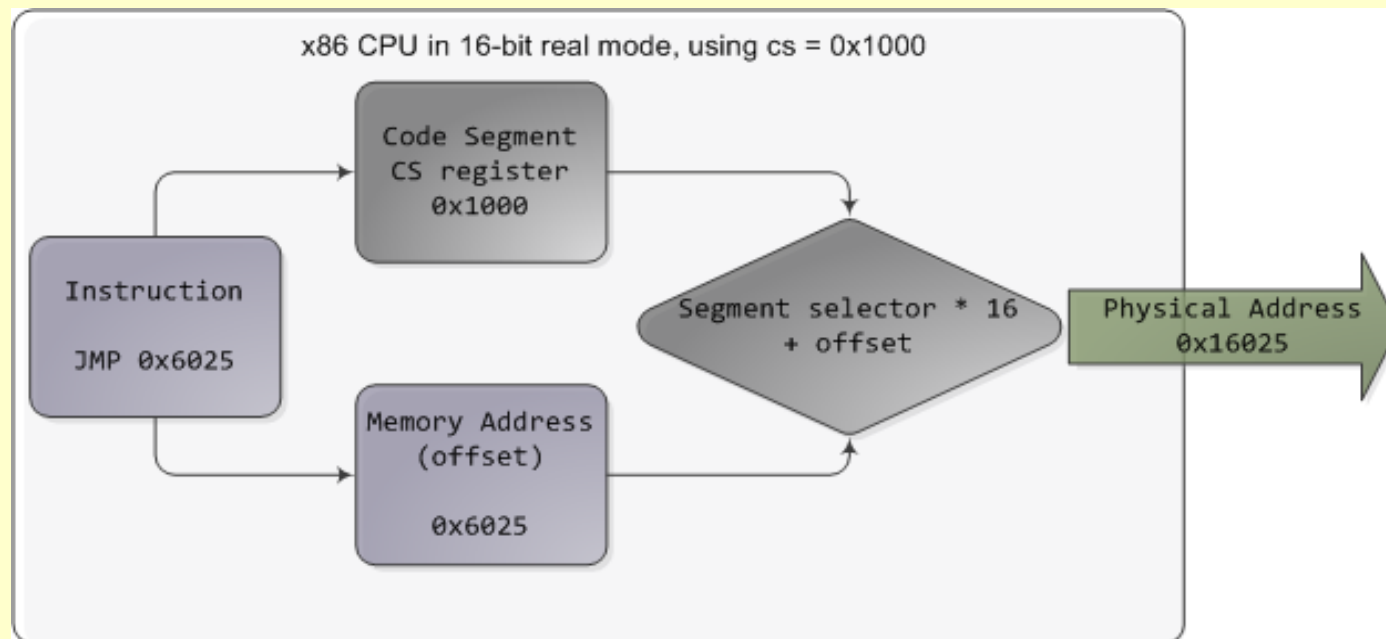 x86 CPU in 16-bit real mode, using cs = 0x1000
Code Segment
CS register
0x1000
Instruction
JMP 0x6025
Segment selector * 16
+ offset
Physical Address
0x16025
Memory Address
(offset)
0x6025